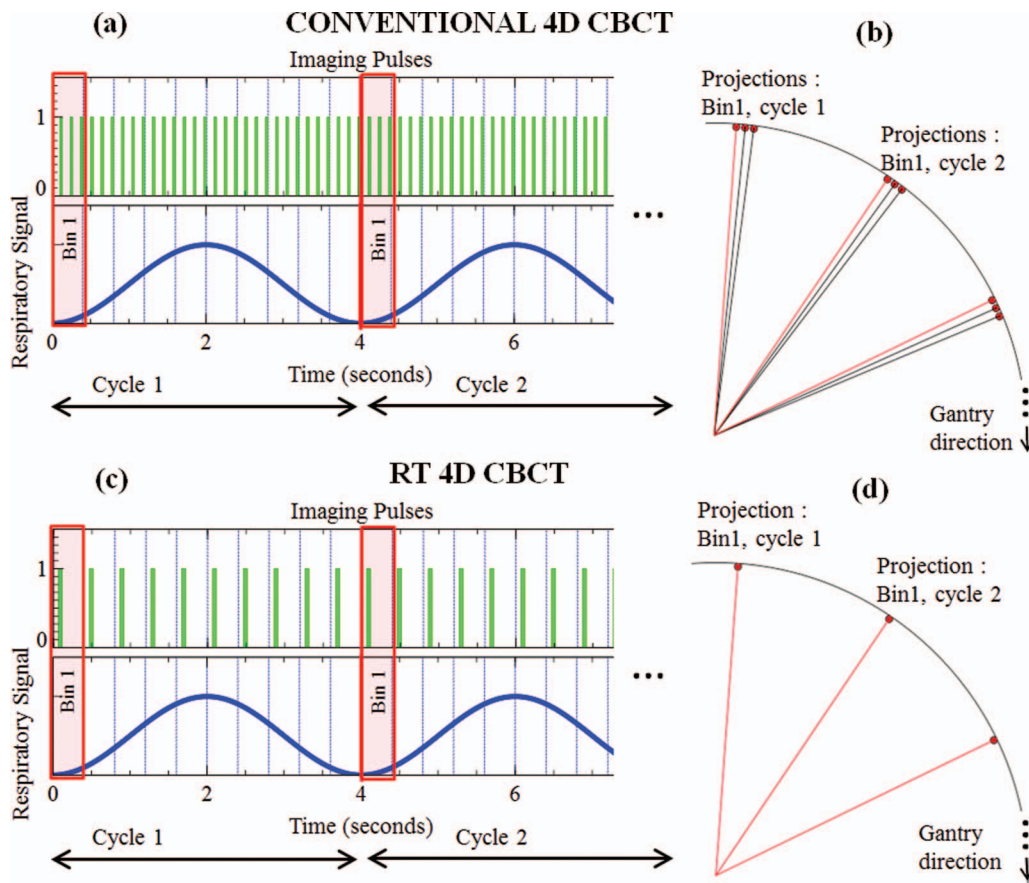 (a)
CONVENTIONAL 4D CBCT
Imaging Pulses
1
0
Bin 1
Bin 1
Respiratory Signal
...
0 2 4 6
Time (seconds)
Cycle 1
Cycle 2
(b)
Projections :
Bin1, cycle 1
Projections :
Bin1, cycle 2
Gantry
direction
(c)
RT 4D CBCT
Imaging Pulses
1
0
Bin 1
Bin 1
Respiratory Signal
...
0 2 4 6
Time (seconds)
Cycle 1
Cycle 2
(d)
Projection :
Bin1, cycle 1
Projection :
Bin1, cycle 2
Gantry
direction